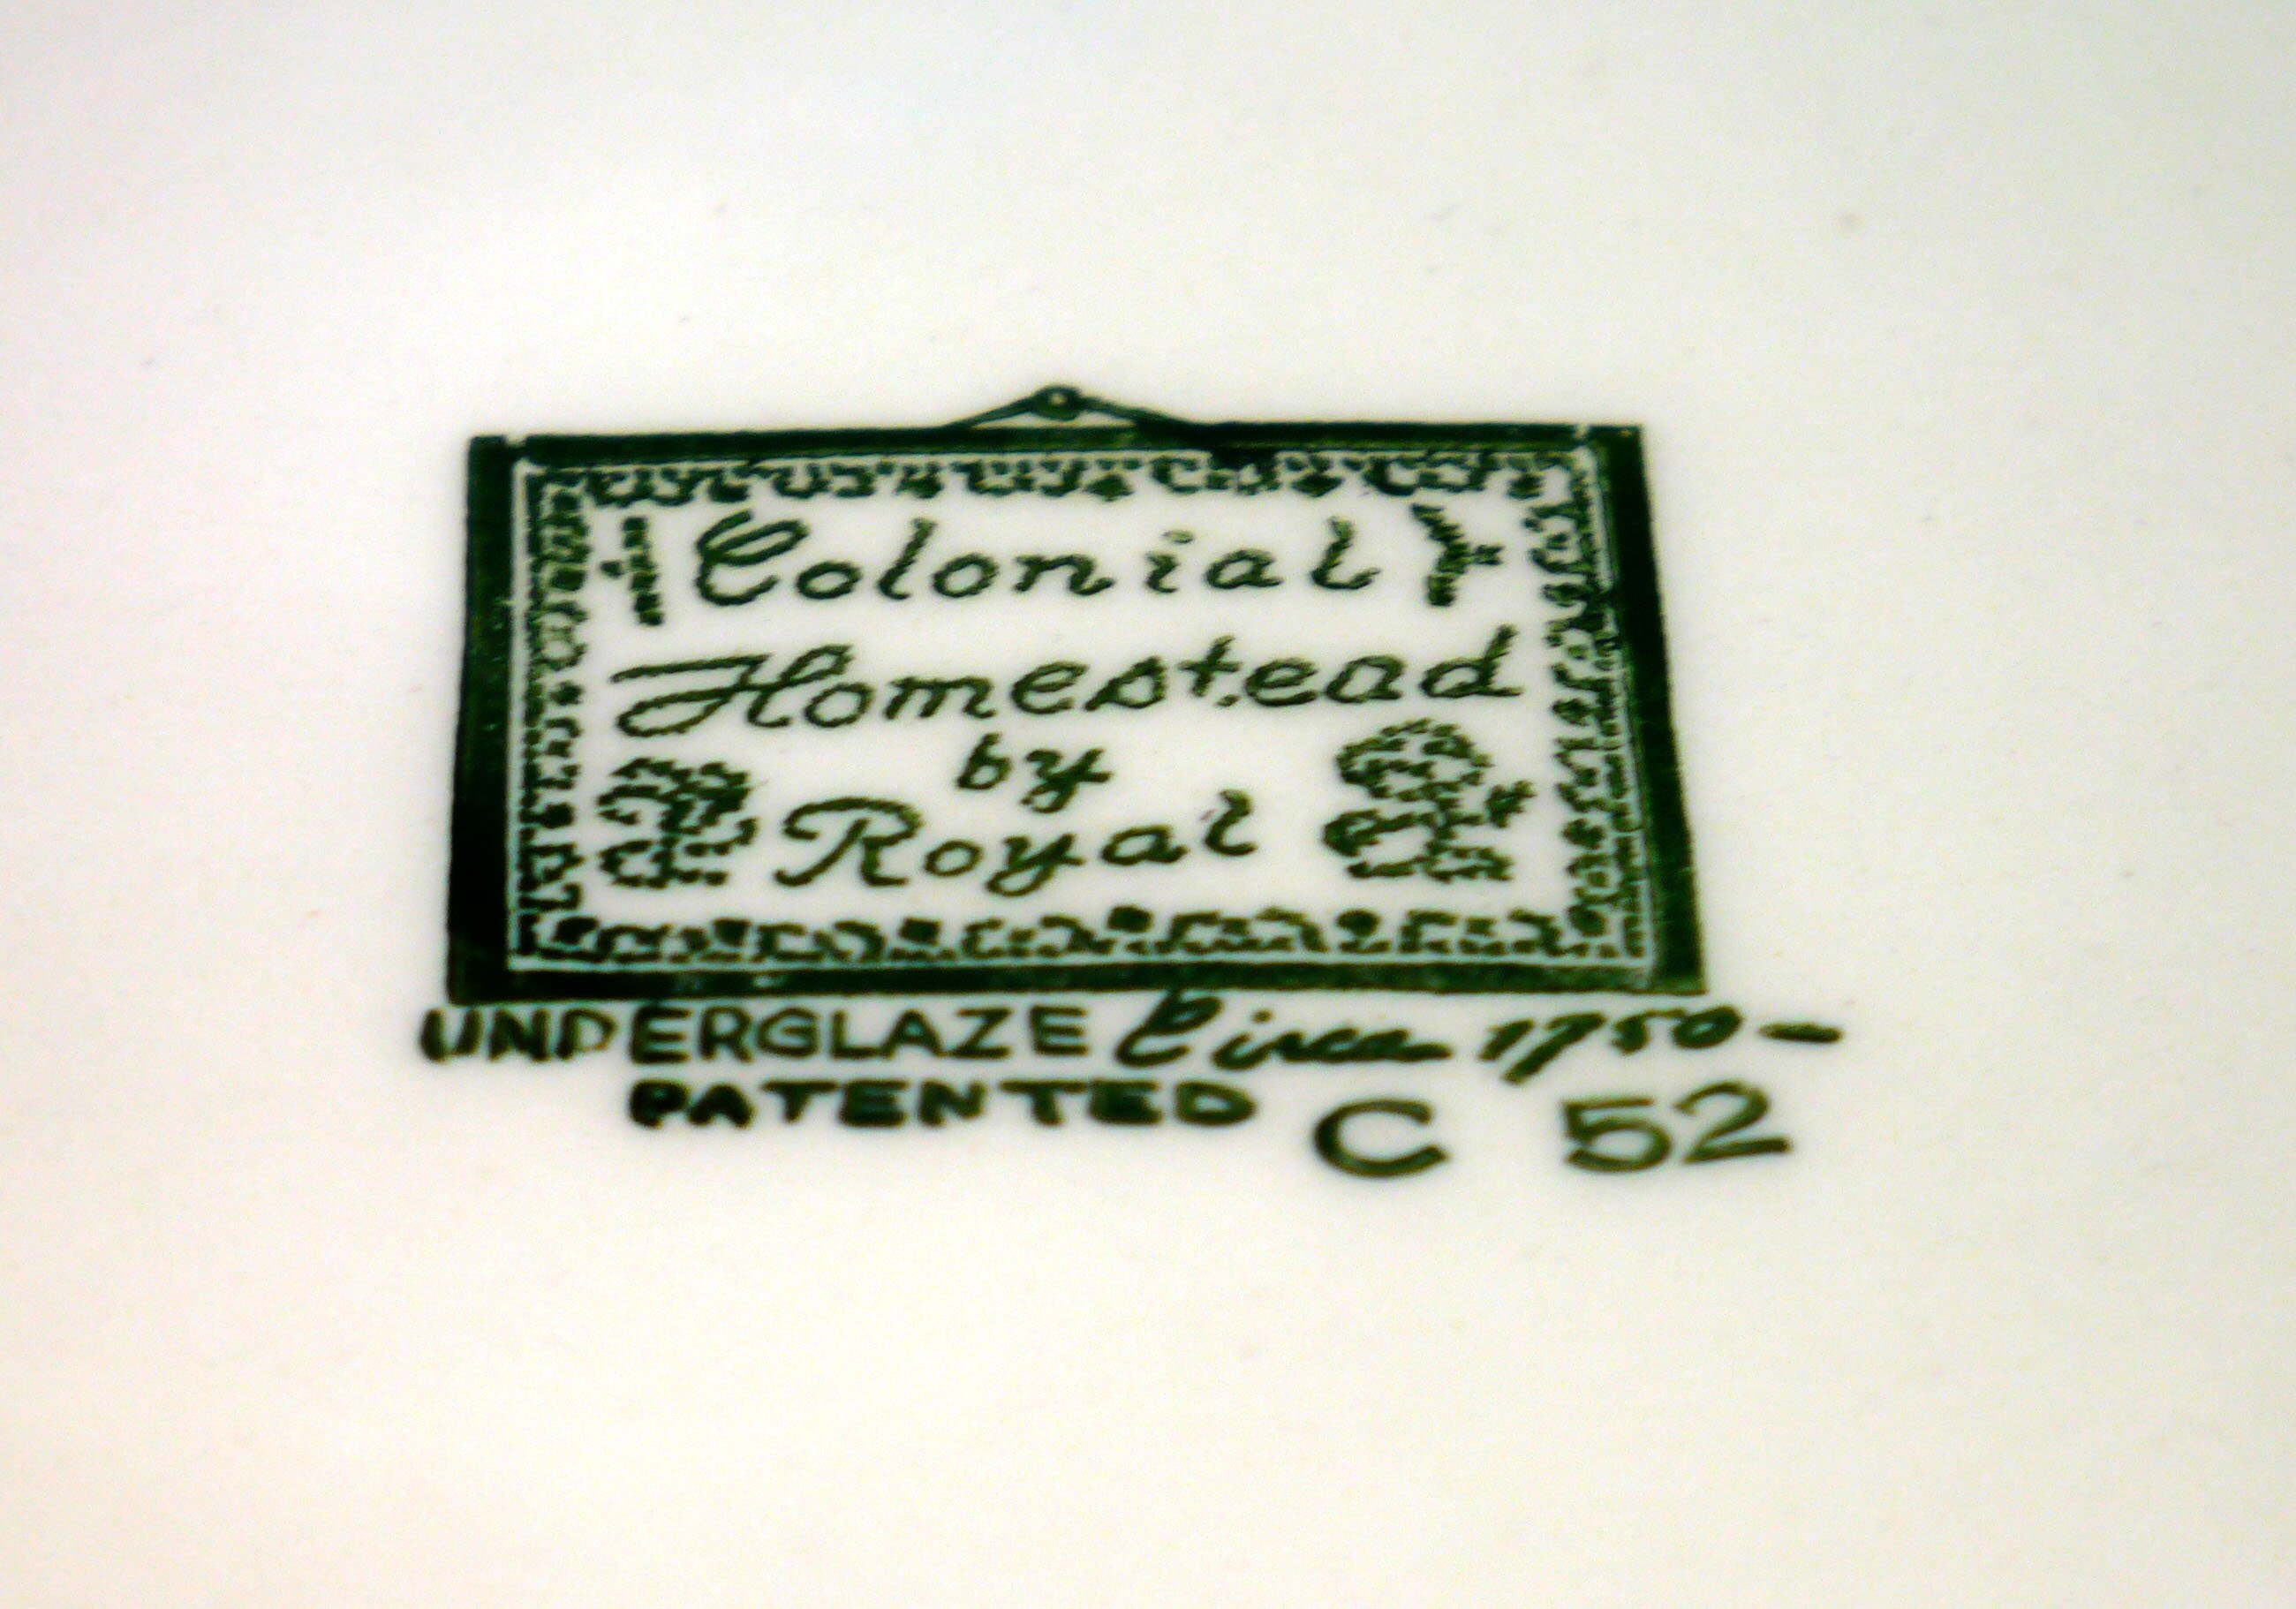 Colonial
Homestead
by
Royal
UNDERGLAZE Circa 1750 -
PATENTED C 52